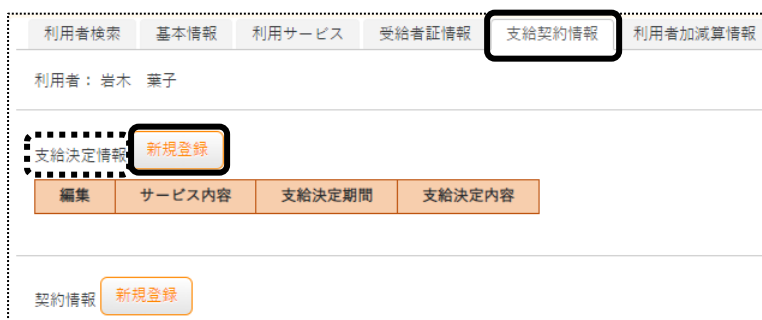 利用者検索 基本情報 利用サービス 受給者証情報 支給契約情報 利用者加減算情報
利用者： 岩木 葉子
支給決定情報 新規登録
編集 サービス内容 支給決定期間 支給決定内容
契約情報 新規登録